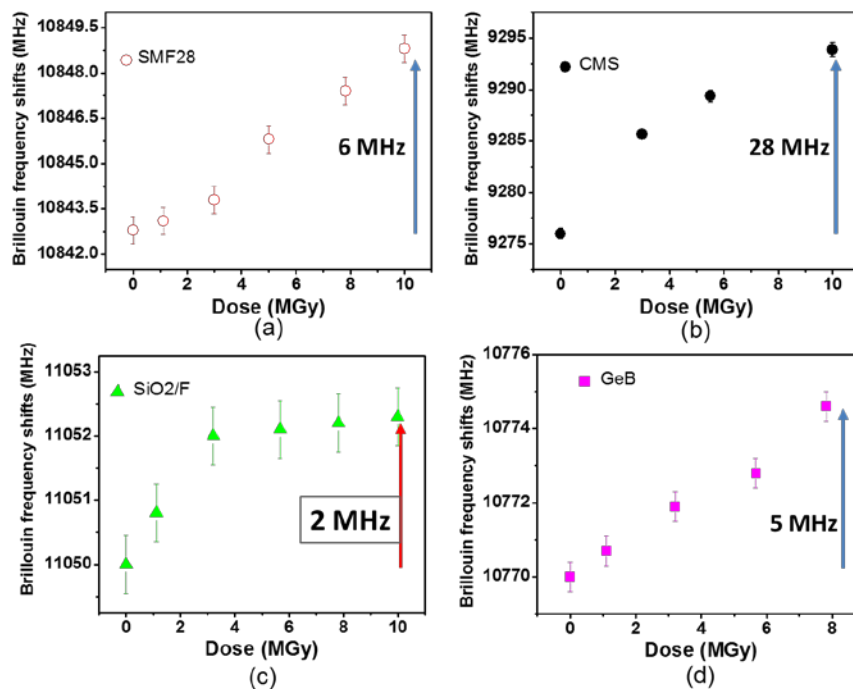 Brillouin frequency shifts (MHz)
10849.5
10848.0
10846.5
10845.0
10843.5
10842.0
SMF28
6 MHz
0 2 4 6 8 10
Dose (MGy)
(a)
Brillouin frequency shifts (MHz)
9295
9290
9285
9280
9275
CMS
28 MHz
0 2 4 6 8 10
Dose (MGy)
(b)
Brillouin frequency shifts (MHz)
11053
11052
11051
11050
SiO2/F
2 MHz
0 2 4 6 8 10
Dose (MGy)
(c)
Brillouin frequency shifts (MHz)
10776
10774
10772
10770
GeB
5 MHz
0 2 4 6 8
Dose (MGy)
(d)